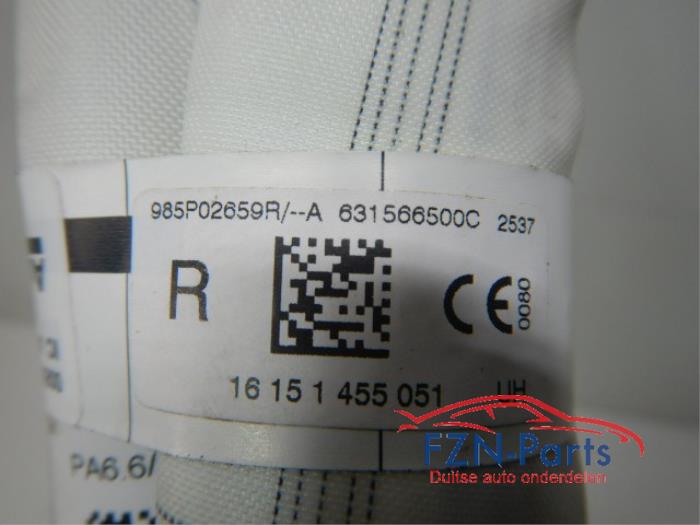 985P02659R/--A 631566500C 2537
R
CE
0080
16 15 1 455 051 UH
PA6.6/
FZN-Parts
Duitse auto onderdelen